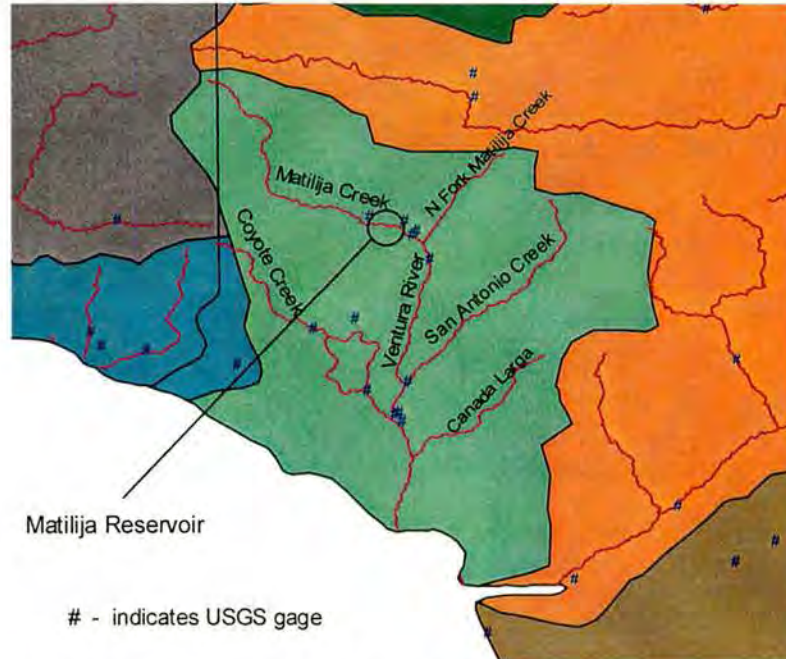 N Fork Matilija Creek
Matilija Creek
Coyote Creek
Ventura River
San Antonio Creek
Canada Larga
Matilija Reservoir
# - indicates USGS gage